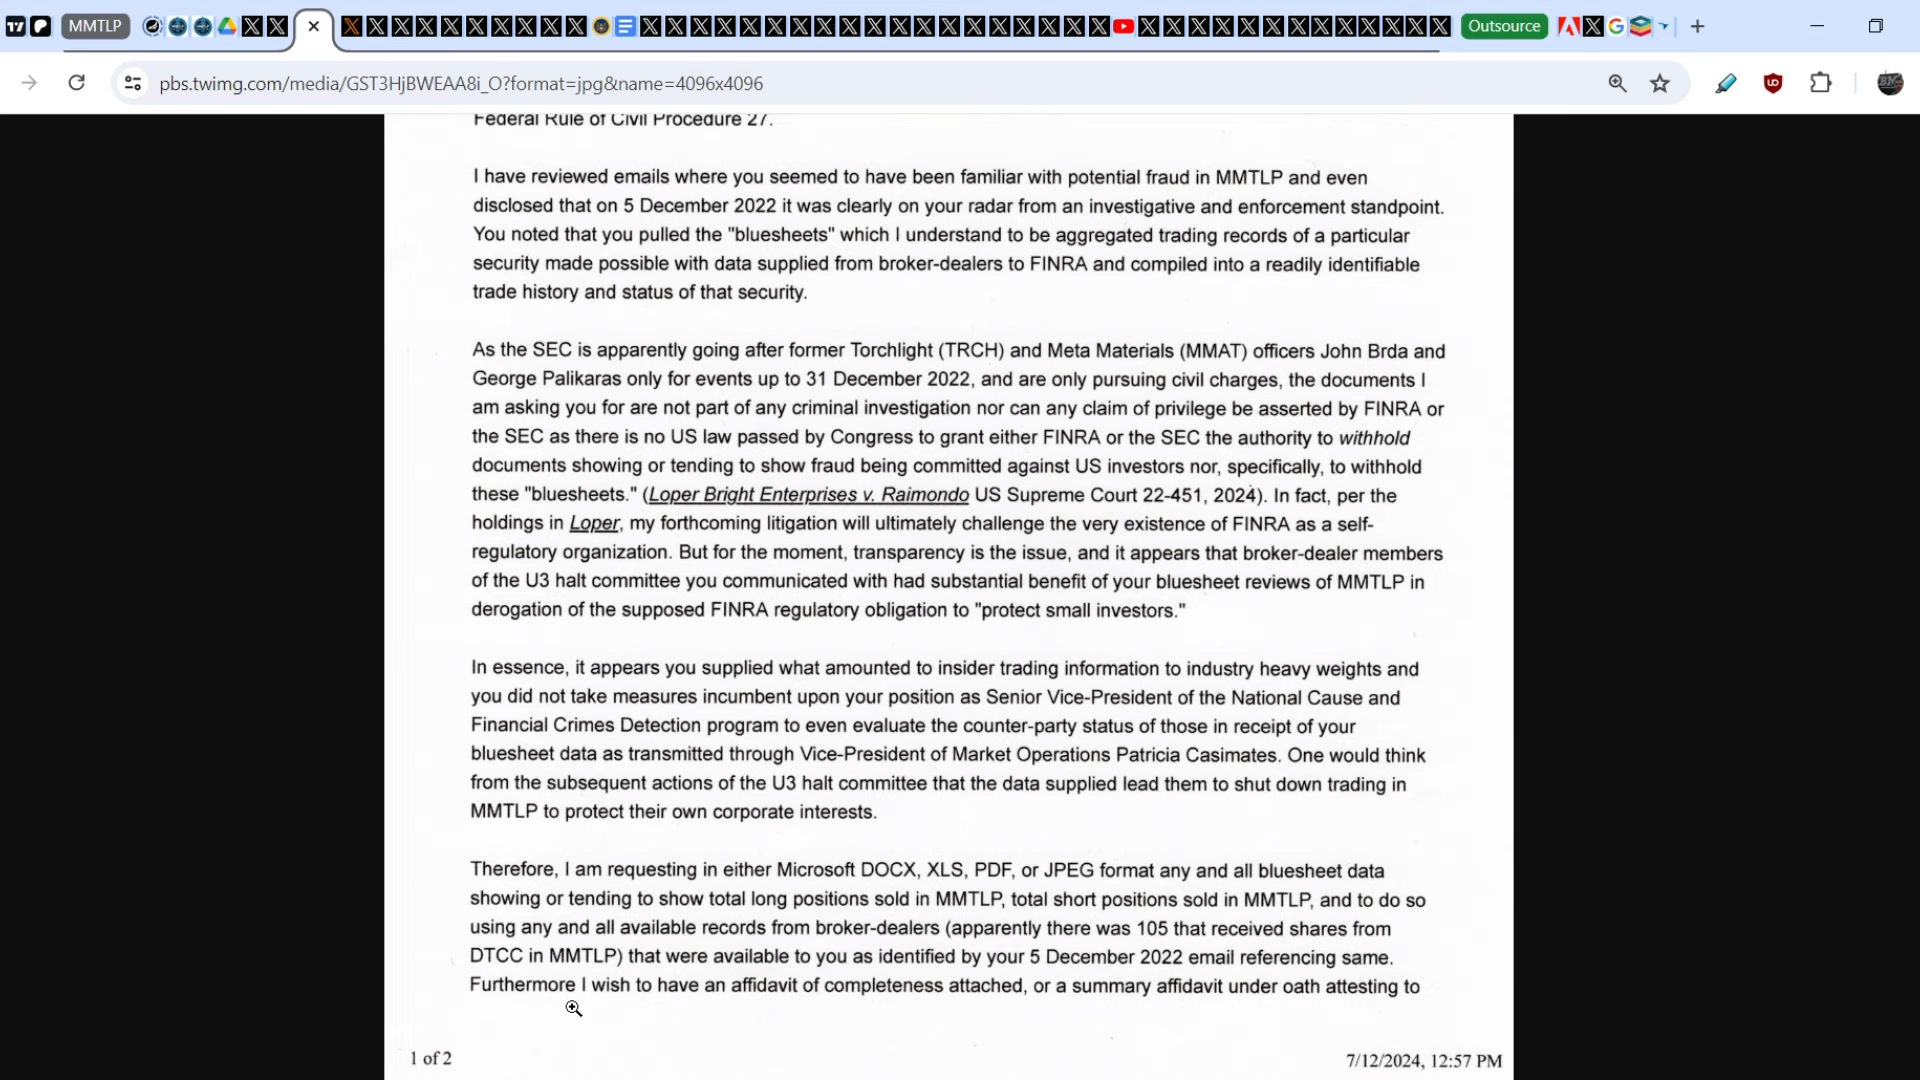 MMTLP
Outsource
pbs.twimg.com/media/GST3HjBWEAA8i_O?format=jpg&name=4096x4096
Federal Rule of Civil Procedure 27.
I have reviewed emails where you seemed to have been familiar with potential fraud in MMTLP and even
disclosed that on 5 December 2022 it was clearly on your radar from an investigative and enforcement standpoint.
You noted that you pulled the "bluesheets" which I understand to be aggregated trading records of a particular
security made possible with data supplied from broker-dealers to FINRA and compiled into a readily identifiable
trade history and status of that security.
As the SEC is apparently going after former Torchlight (TRCH) and Meta Materials (MMAT) officers John Brda and
George Palikaras only for events up to 31 December 2022, and are only pursuing civil charges, the documents I
am asking you for are not part of any criminal investigation nor can any claim of privilege be asserted by FINRA or
the SEC as there is no US law passed by Congress to grant either FINRA or the SEC the authority to withhold
documents showing or tending to show fraud being committed against US investors nor, specifically, to withhold
these "bluesheets." (Loper Bright Enterprises v. Raimondo US Supreme Court 22-451, 2024). In fact, per the
holdings in Loper, my forthcoming litigation will ultimately challenge the very existence of FINRA as a self-
regulatory organization. But for the moment, transparency is the issue, and it appears that broker-dealer members
of the U3 halt committee you communicated with had substantial benefit of your bluesheet reviews of MMTLP in
derogation of the supposed FINRA regulatory obligation to "protect small investors."
In essence, it appears you supplied what amounted to insider trading information to industry heavy weights and
you did not take measures incumbent upon your position as Senior Vice-President of the National Cause and
Financial Crimes Detection program to even evaluate the counter-party status of those in receipt of your
bluesheet data as transmitted through Vice-President of Market Operations Patricia Casimates. One would think
from the subsequent actions of the U3 halt committee that the data supplied lead them to shut down trading in
MMTLP to protect their own corporate interests.
Therefore, I am requesting in either Microsoft DOCX, XLS, PDF, or JPEG format any and all bluesheet data
showing or tending to show total long positions sold in MMTLP, total short positions sold in MMTLP, and to do so
using any and all available records from broker-dealers (apparently there was 105 that received shares from
DTCC in MMTLP) that were available to you as identified by your 5 December 2022 email referencing same.
Furthermore I wish to have an affidavit of completeness attached, or a summary affidavit under oath attesting to
1 of 2
7/12/2024, 12:57 PM